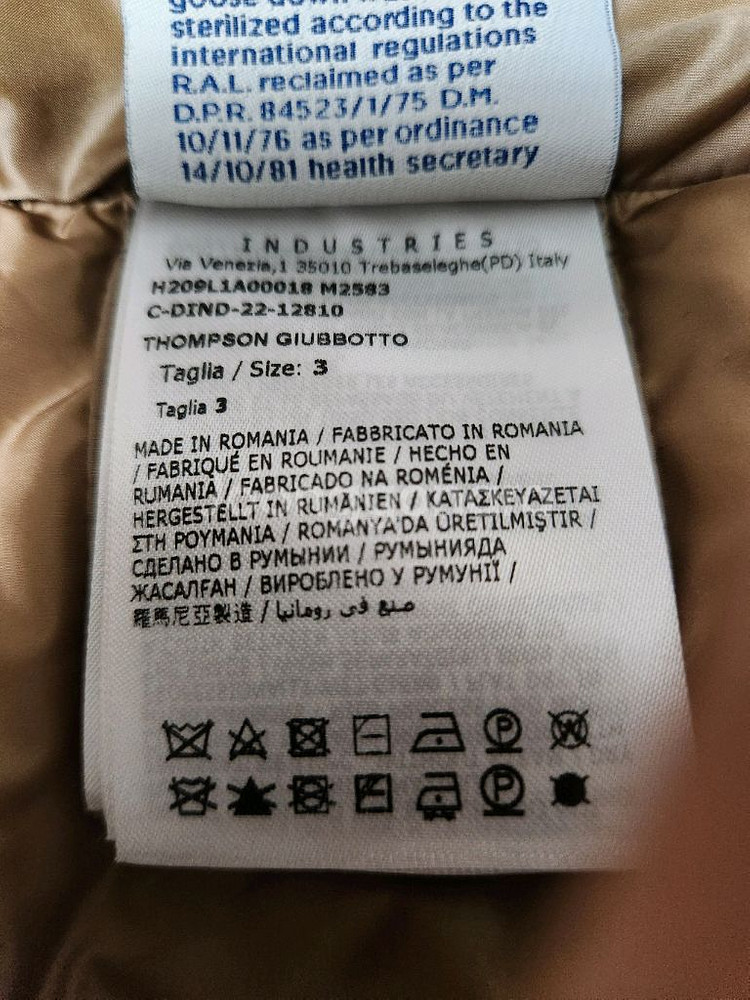 goose down
sterilized according to the
international regulations
R.A.L. reclaimed as per
D.P.R. 84523/1/75 D.M.
10/11/76 as per ordinance
14/10/81 health secretary
INDUSTRIES
Via Venezia,1 35010 Trebaseleghe(PD) Italy
H209L1A00018 M2583
C-DIND-22-12810
THOMPSON GIUBBOTTO
Taglia / Size: 3
Taglia 3
MADE IN ROMANIA / FABBRICATO IN ROMANIA
/ FABRIQUÉ EN ROUMANIE / HECHO EN
RUMANIA / FABRICADO NA ROMÉNIA /
HERGESTELLT IN RUMÄNIEN / ΚΑΤΑΣΚΕΥΑΖΕΤΑΙ
ΣΤΗ ΡΟΥΜΑΝΙΑ / ROMANYA'DA ÜRETILMIŞTIR /
СДЕЛАНО В РУМЫНИИ / РУМЫНИЯДА
ЖАСАЛҒАН / ВИРОБЛЕНО У РУМУНІЇ /
羅馬尼亞製造 / صنع في رومانيا
P W
P